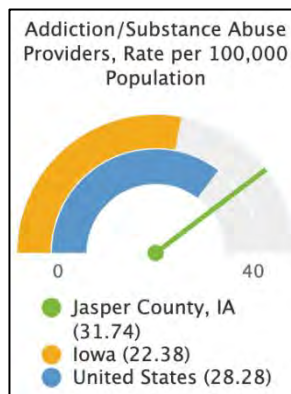 Addiction/Substance Abuse
Providers, Rate per 100,000
Population
0
40
Jasper County, IA
(31.74)
Iowa (22.38)
United States (28.28)